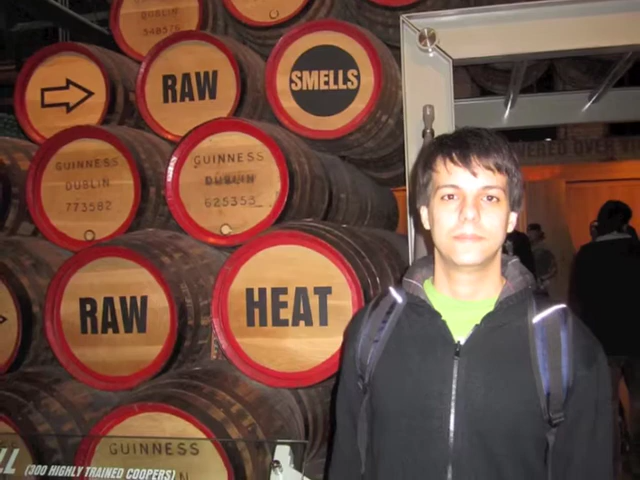 DUBLIN
RAW
SMELLS
GUINNESS
DUBLIN
773582
GUINNESS
DUBLIN
625355
RAW
HEAT
GUINNESS
(300 HIGHLY TRAINED COOPERS)